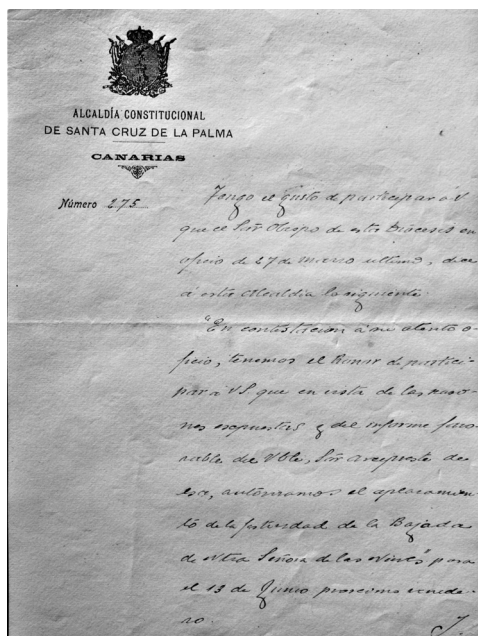 ALCALDÍA CONSTITUCIONAL
DE SANTA CRUZ DE LA PALMA
CANARIAS
Número 275
Tengo el gusto de participar á V
que el Sor Obispo de esta Diócesis en
oficio de 27 de Marzo ultimo, dice
á esta Alcaldia lo siguiente:
"En contestacion á su atento o-
ficio, tenemos el honor de partici-
par á V.S. que en vista de las razo-
nes expuestas y del informe favo-
rable del Vble, Sor Arcipreste de
esa, autorizamos el aplazamien-
to de la festividad de la Bajada
de Ntra Señora de las Nieves para
el 13 de Junio proximo venide-
ro.